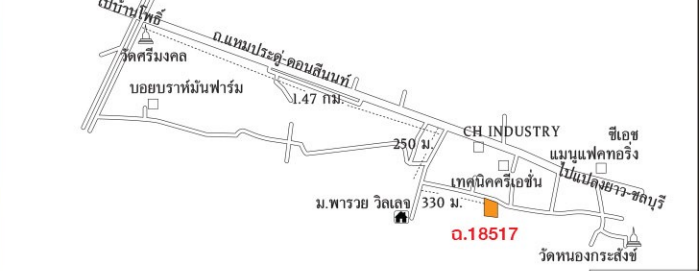 ไปบ้านโพธิ์
วัดศรีมงคล
ถ.แหมประดู่-ดอนสีนนท์
บอยบราห์มันฟาร์ม
1.47 กม.
250 ม.
CH INDUSTRY
ซีเอช
แมนูแฟคทอริ่ง
เทคนิคครีเอชั่น
ไปแปลงยาว-ชลบุรี
ม.พารวย วิลเลจ
330 ม.
ฉ.18517
วัดหนองกระสังข์